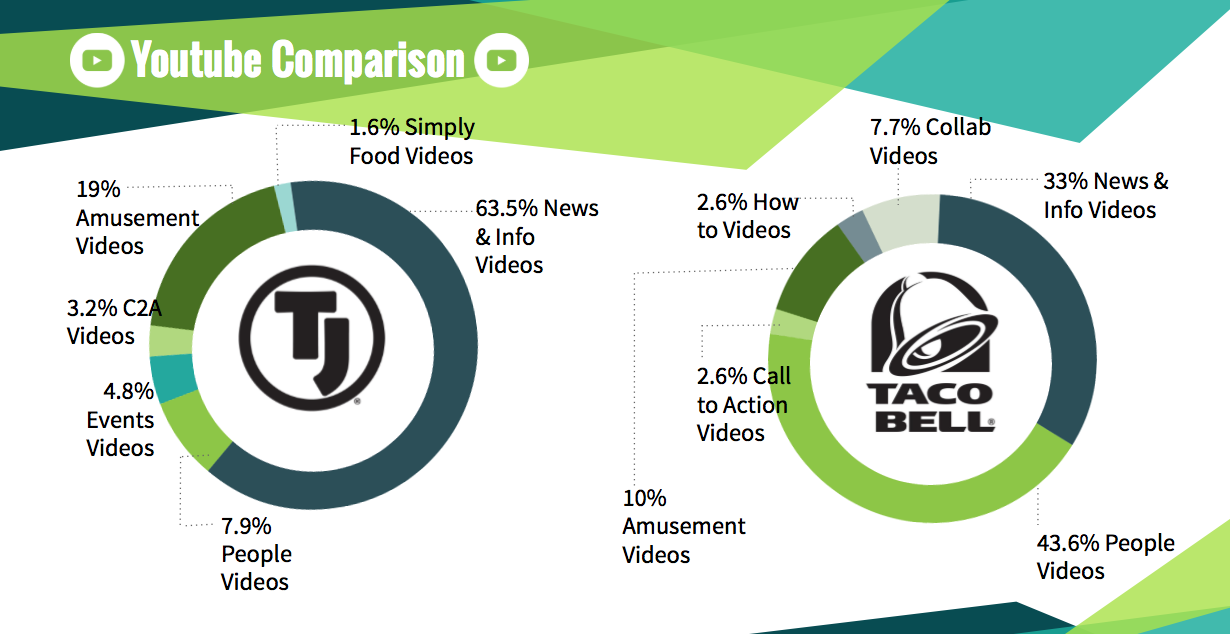 Youtube Comparison
1.6% Simply
Food Videos
19%
Amusement
Videos
63.5% News
& Info
Videos
3.2% C2A
Videos
4.8%
Events
Videos
7.9%
People
Videos
TJ
®
7.7% Collab
Videos
2.6% How
to Videos
33% News &
Info Videos
2.6% Call
to Action
Videos
10%
Amusement
Videos
43.6% People
Videos
TACO
BELL®